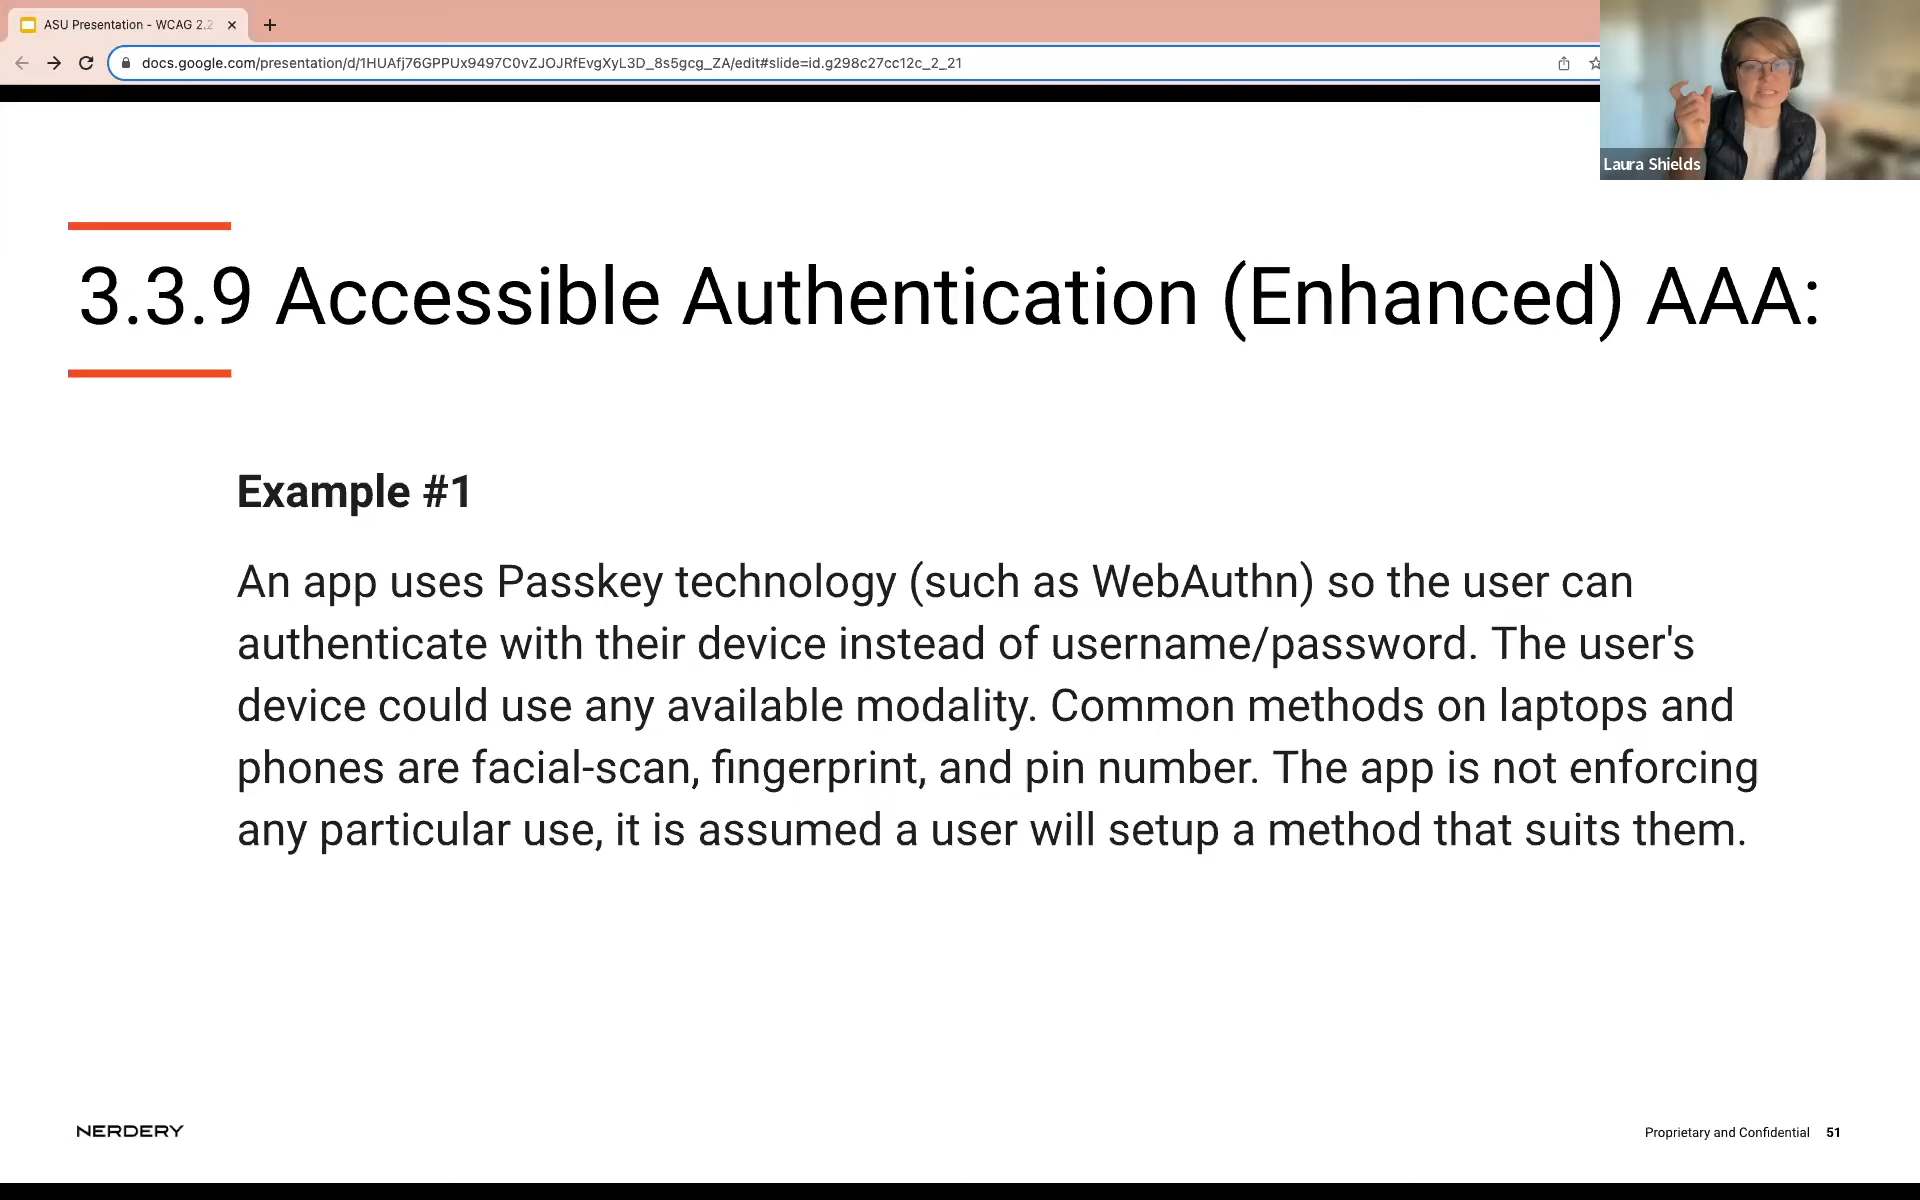 ASU Presentation - WCAG 2.2
docs.google.com/presentation/d/1HUAfj76GPPUx9497C0vZJOJRfEvgXyL3D_8s5gcg_ZA/edit#slide=id.g298c27cc12c_2_21
Laura Shields
3.3.9 Accessible Authentication (Enhanced) AAA:
Example #1
An app uses Passkey technology (such as WebAuthn) so the user can
authenticate with their device instead of username/password. The user's
device could use any available modality. Common methods on laptops and
phones are facial-scan, fingerprint, and pin number. The app is not enforcing
any particular use, it is assumed a user will setup a method that suits them.
NERDERY
Proprietary and Confidential 51